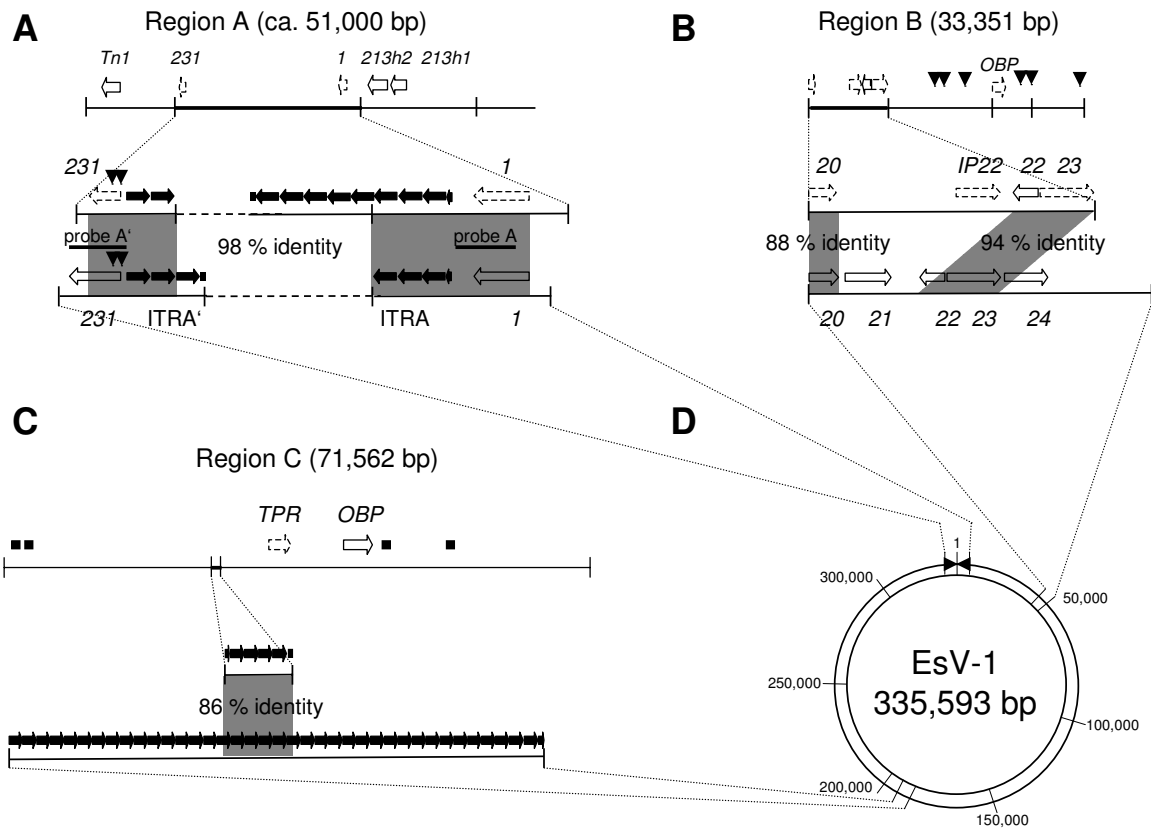 A
Region A (ca. 51,000 bp)
Tn1 231 1 213h2 213h1
231 1
probe A‘ 98 % identity probe A
231 ITRA‘ ITRA 1
B
Region B (33,351 bp)
OBP
20 IP22 22 23
88 % identity 94 % identity
20 21 22 23 24
C
Region C (71,562 bp)
TPR OBP
86 % identity
D
1
300,000
50,000
EsV-1
250,000
335,593 bp
100,000
200,000
150,000